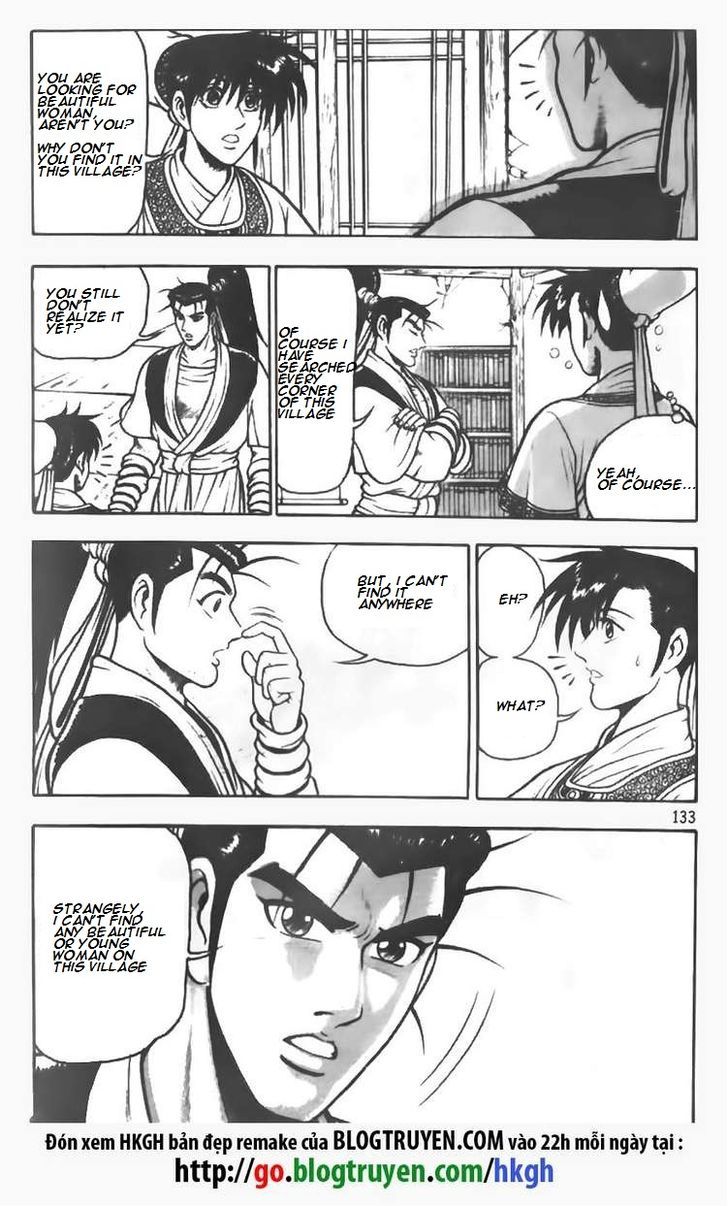 YOU ARE
LOOKING FOR
BEAUTIFUL
WOMAN,
AREN'T YOU?
WHY DON'T
YOU FIND IT IN
THIS VILLAGE?
YOU STILL
DON'T
REALIZE IT
YET?
OF
COURSE I
HAVE
SEARCHED
EVERY
CORNER
OF THIS
VILLAGE
YEAH,
OF COURSE...
BUT, I CAN'T
FIND IT
ANYWHERE
EH?
WHAT?
133
STRANGELY,
I CAN'T FIND
ANY BEAUTIFUL
OR YOUNG
WOMAN ON
THIS VILLAGE
Đón xem HKGH bản đẹp remake của BLOGTRUYEN.COM vào 22h mỗi ngày tại :
http://go.blogtruyen.com/hkgh